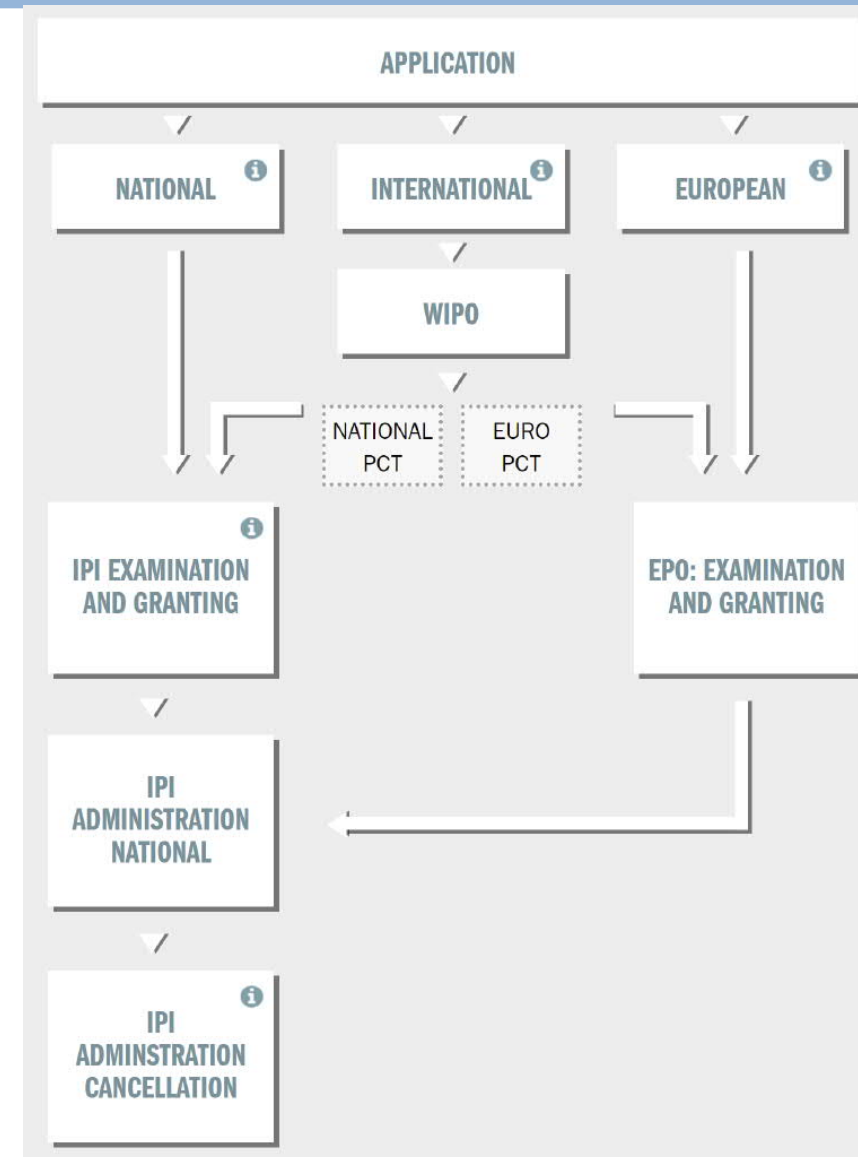 APPLICATION
NATIONAL
INTERNATIONAL
EUROPEAN
WIPO
NATIONAL
PCT
EURO
PCT
IPI EXAMINATION
AND GRANTING
EPO: EXAMINATION
AND GRANTING
IPI
ADMINISTRATION
NATIONAL
IPI
ADMINSTRATION
CANCELLATION